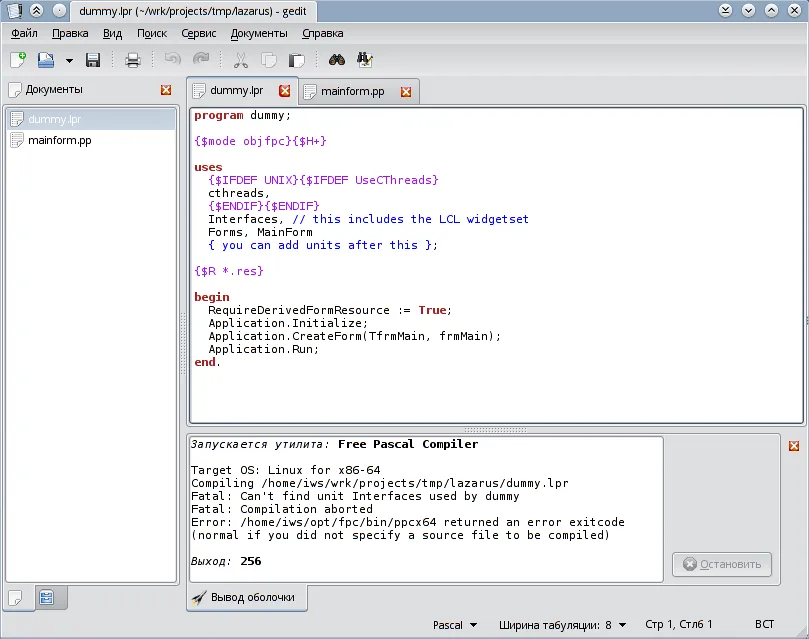 dummy.lpr (~/wrk/projects/tmp/lazarus) - gedit
Файл Правка Вид Поиск Сервис Документы Справка
Документы
dummy.lpr
mainform.pp
dummy.lpr mainform.pp
program dummy;
{$mode objfpc}{$H+}
uses
{$IFDEF UNIX}{$IFDEF UseCThreads}
cthreads,
{$ENDIF}{$ENDIF}
Interfaces, // this includes the LCL widgetset
Forms, MainForm
{ you can add units after this };
{$R *.res}
begin
RequireDerivedFormResource := True;
Application.Initialize;
Application.CreateForm(TfrmMain, frmMain);
Application.Run;
end.
Запускается утилита: Free Pascal Compiler
Target OS: Linux for x86-64
Compiling /home/iws/wrk/projects/tmp/lazarus/dummy.lpr
Fatal: Can't find unit Interfaces used by dummy
Fatal: Compilation aborted
Error: /home/iws/opt/fpc/bin/ppcx64 returned an error exitcode
(normal if you did not specify a source file to be compiled)
Выход: 256
Остановить
Вывод оболочки
Pascal Ширина табуляции: 8 Стр 1, Стлб 1 ВСТ